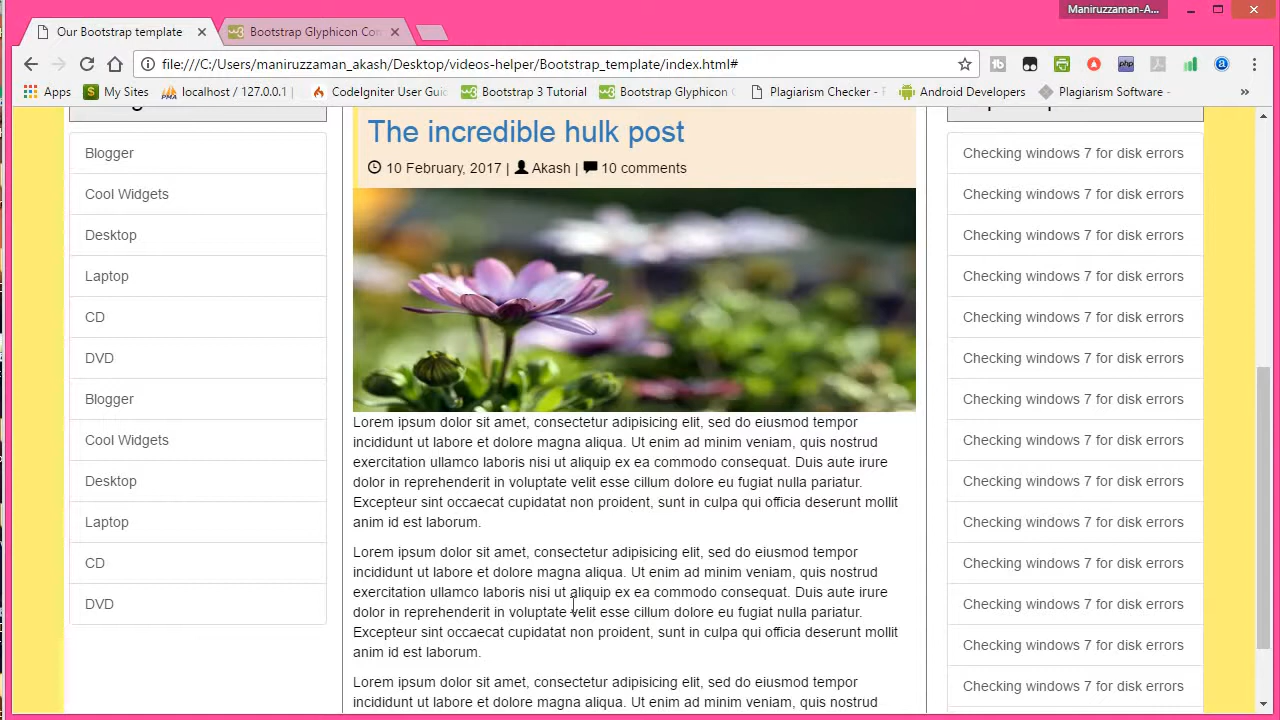 Maniruzzaman-A...
Our Bootstrap template
Bootstrap Glyphicon Com
file:///C:/Users/maniruzzaman_akash/Desktop/videos-helper/Bootstrap_template/index.html#
Apps
My Sites
localhost / 127.0.0.1 |
CodeIgniter User Guid
Bootstrap 3 Tutorial
Bootstrap Glyphicon
Plagiarism Checker -
Android Developers
Plagiarism Software -
»
Blogger
Cool Widgets
Desktop
Laptop
CD
DVD
Blogger
Cool Widgets
Desktop
Laptop
CD
DVD
The incredible hulk post
10 February, 2017 | Akash | 10 comments
Lorem ipsum dolor sit amet, consectetur adipisicing elit, sed do eiusmod tempor
incididunt ut labore et dolore magna aliqua. Ut enim ad minim veniam, quis nostrud
exercitation ullamco laboris nisi ut aliquip ex ea commodo consequat. Duis aute irure
dolor in reprehenderit in voluptate velit esse cillum dolore eu fugiat nulla pariatur.
Excepteur sint occaecat cupidatat non proident, sunt in culpa qui officia deserunt mollit
anim id est laborum.
Lorem ipsum dolor sit amet, consectetur adipisicing elit, sed do eiusmod tempor
incididunt ut labore et dolore magna aliqua. Ut enim ad minim veniam, quis nostrud
exercitation ullamco laboris nisi ut aliquip ex ea commodo consequat. Duis aute irure
dolor in reprehenderit in voluptate velit esse cillum dolore eu fugiat nulla pariatur.
Excepteur sint occaecat cupidatat non proident, sunt in culpa qui officia deserunt mollit
anim id est laborum.
Lorem ipsum dolor sit amet, consectetur adipisicing elit, sed do eiusmod tempor
incididunt ut labore et dolore magna aliqua. Ut enim ad minim veniam, quis nostrud
Checking windows 7 for disk errors
Checking windows 7 for disk errors
Checking windows 7 for disk errors
Checking windows 7 for disk errors
Checking windows 7 for disk errors
Checking windows 7 for disk errors
Checking windows 7 for disk errors
Checking windows 7 for disk errors
Checking windows 7 for disk errors
Checking windows 7 for disk errors
Checking windows 7 for disk errors
Checking windows 7 for disk errors
Checking windows 7 for disk errors
Checking windows 7 for disk errors